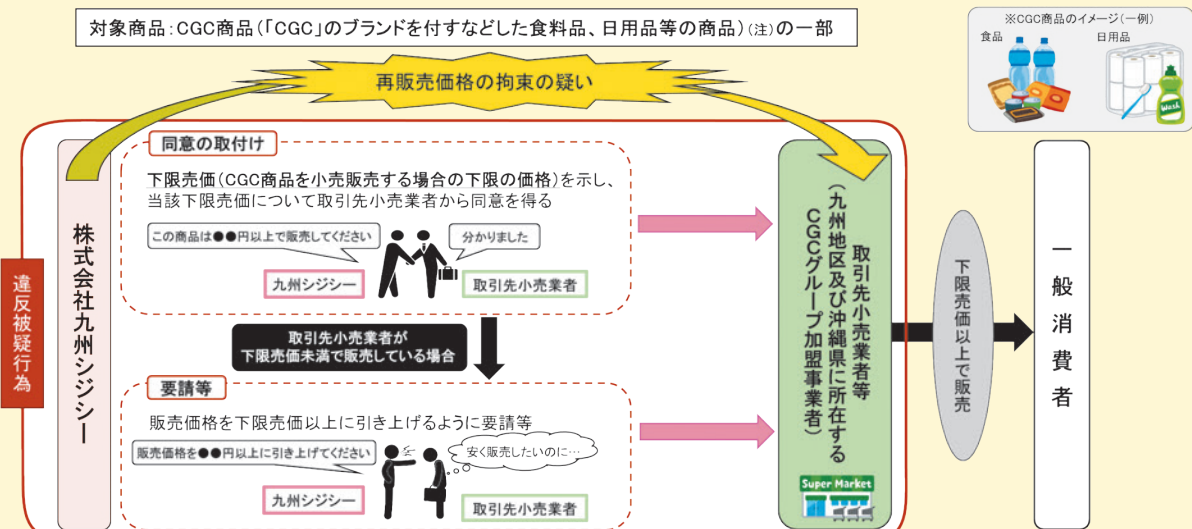 対象商品：CGC商品（「CGC」のブランドを付すなどした食料品、日用品等の商品）（注）の一部
※CGC商品のイメージ（一例）
食品
日用品
Wash
再販売価格の拘束の疑い
違反被疑行為
株式会社九州シジシー
同意の取付け
下限売価（CGC商品を小売販売する場合の下限の価格）を示し、
当該下限売価について取引先小売業者から同意を得る
この商品は●●円以上で販売してください
分かりました
九州シジシー
取引先小売業者
取引先小売業者が
下限売価未満で販売している場合
要請等
販売価格を下限売価以上に引き上げるように要請等
販売価格を●●円以上に引き上げてください
安く販売したいのに…
九州シジシー
取引先小売業者
取引先小売業者等
（九州地区及び沖縄県に所在する
CGCグループ加盟事業者）
Super Market
下限売価以上で販売
一般消費者